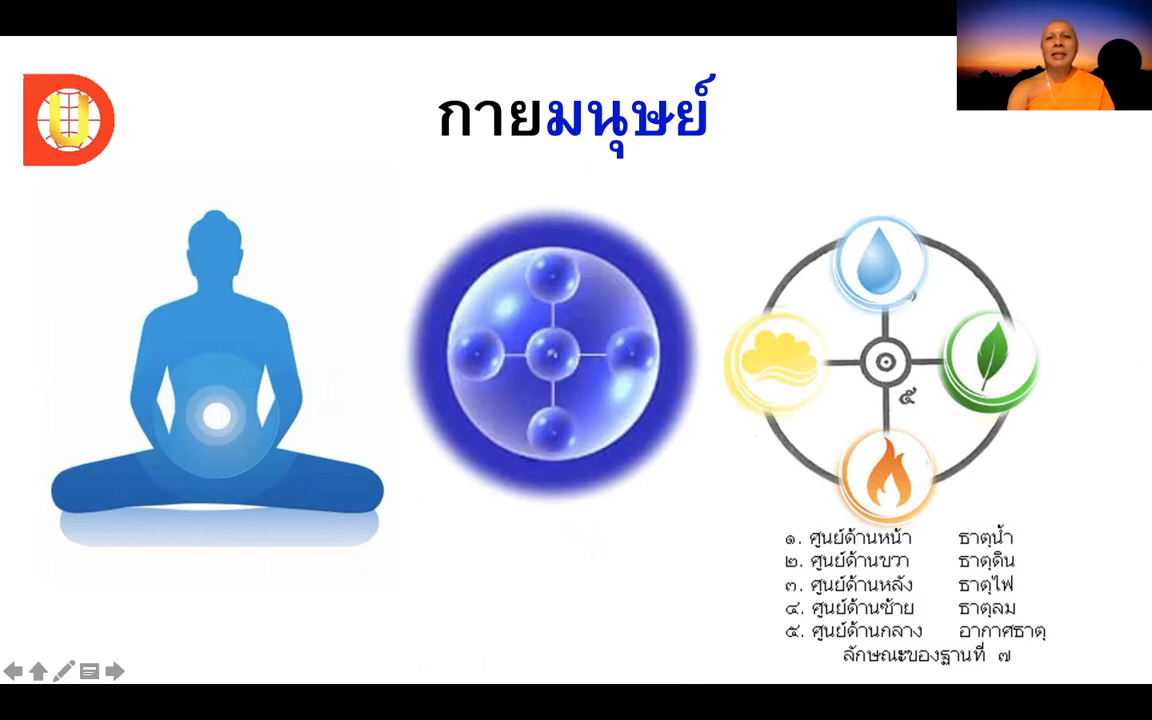 กายมนุษย์
U
๕
๑. ศูนย์ด้านหน้า ธาตุน้ำ
๒. ศูนย์ด้านขวา ธาตุดิน
๓. ศูนย์ด้านหลัง ธาตุไฟ
๔. ศูนย์ด้านซ้าย ธาตุลม
๕. ศูนย์ด้านกลาง อากาศธาตุ
ลักษณะของฐานที่ ๗